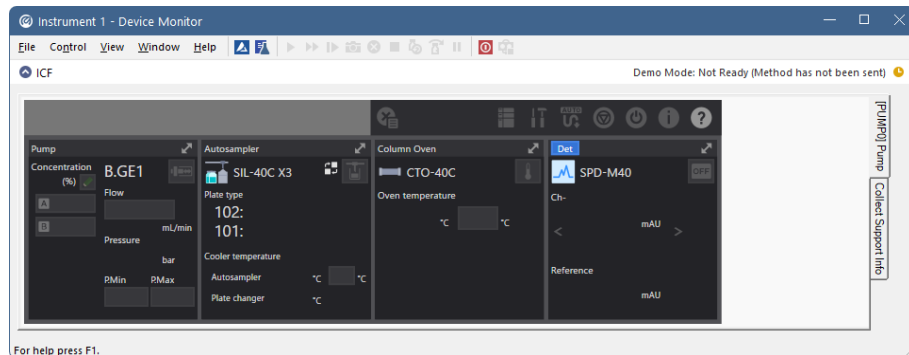 Instrument 1 - Device Monitor
File Control View Window Help
ICF
Demo Mode: Not Ready (Method has not been sent)
AUTO
Pump
Autosampler
Column Oven
Det
Concentration
(%)
B.GE1
SIL-40C X3
CTO-40C
SPD-M40
OFF
A
B
Flow
mL/min
Pressure
bar
P.Min P.Max
Plate type
102:
101:
Cooler temperature
Autosampler °C °C
Plate changer °C
Oven temperature
°C °C
Ch-
< mAU >
Reference
mAU
[PUMP0] Pump
Collect Support Info
For help press F1.